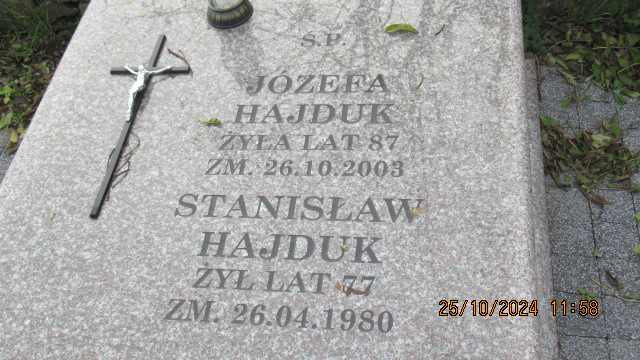 Ś.P.
JÓZEFA
HAJDUK
ŻYŁA LAT 87
ZM. 26.10.2003
STANISŁAW
HAJDUK
ŻYŁ LAT 77
ZM. 26.04.1980
25/10/2024 11:58